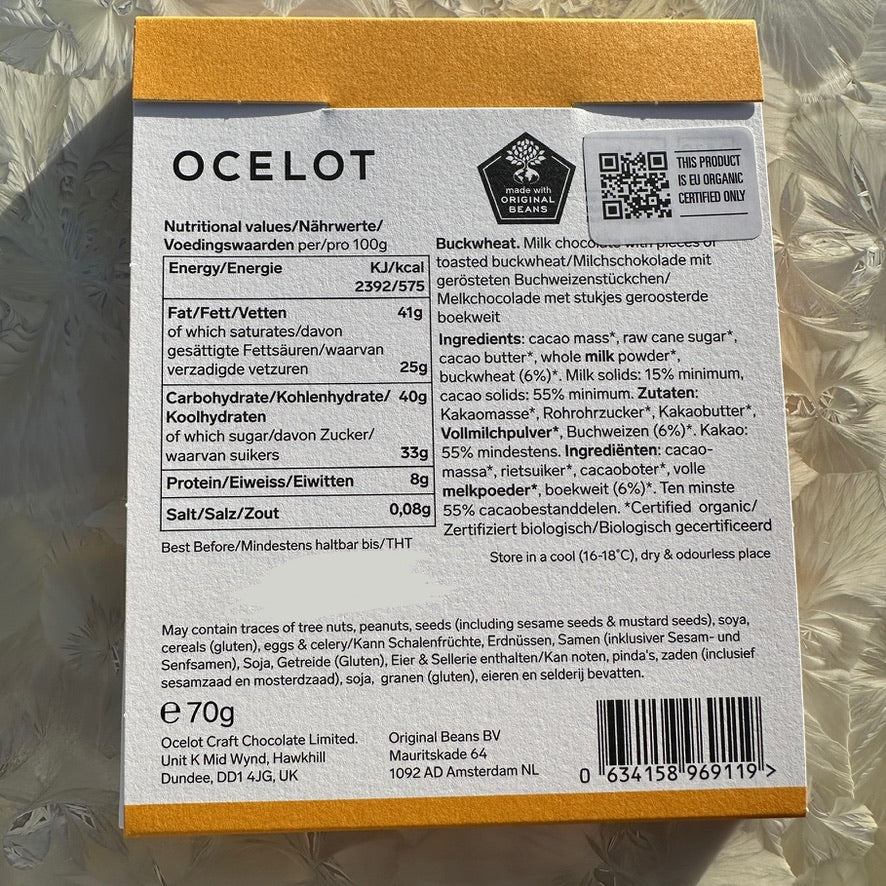 OCELOT
made with
ORIGINAL
BEANS
THIS PRODUCT
IS EU ORGANIC
CERTIFIED ONLY
Nutritional values/Nährwerte/
Voedingswaarden per/pro 100g
Energy/Energie KJ/kcal
2392/575
Fat/Fett/Vetten 41g
of which saturates/davon
gesättigte Fettsäuren/waarvan
verzadigde vetzuren 25g
Carbohydrate/Kohlenhydrate/ 40g
Koolhydraten
of which sugar/davon Zucker/
waarvan suikers 33g
Protein/Eiweiss/Eiwitten 8g
Salt/Salz/Zout 0,08g
Best Before/Mindestens haltbar bis/THT
Buckwheat. Milk chocolate with pieces of
toasted buckwheat/Milchschokolade mit
gerösteten Buchweizenstückchen/
Melkchocolade met stukjes geroosterde
boekweit
Ingredients: cacao mass*, raw cane sugar*,
cacao butter*, whole milk powder*,
buckwheat (6%)*. Milk solids: 15% minimum,
cacao solids: 55% minimum. Zutaten:
Kakaomasse*, Rohrohrzucker*, Kakaobutter*,
Vollmilchpulver*, Buchweizen (6%)*. Kakao:
55% mindestens. Ingrediënten: cacao-
massa*, rietsuiker*, cacaoboter*, volle
melkpoeder*, boekweit (6%)*. Ten minste
55% cacaobestanddelen. *Certified organic/
Zertifiziert biologisch/Biologisch gecertificeerd
Store in a cool (16-18°C), dry & odourless place
May contain traces of tree nuts, peanuts, seeds (including sesame seeds & mustard seeds), soya,
cereals (gluten), eggs & celery/Kann Schalenfrüchte, Erdnüssen, Samen (inklusiver Sesam- und
Senfsamen), Soja, Getreide (Gluten), Eier & Sellerie enthalten/Kan noten, pinda's, zaden (inclusief
sesamzaad en mosterdzaad), soja, granen (gluten), eieren en selderij bevatten.
℮ 70g
Ocelot Craft Chocolate Limited.
Unit K Mid Wynd, Hawkhill
Dundee, DD1 4JG, UK
Original Beans BV
Mauritskade 64
1092 AD Amsterdam NL
0 634158 969119 >